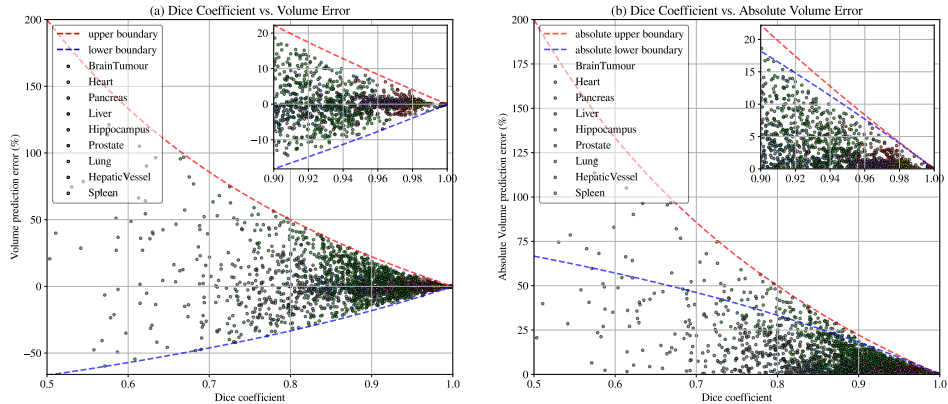 (a) Dice Coefficient vs. Volume Error
200
150
100
50
0
−50
Volume prediction error (%)
upper boundary
lower boundary
BrainTumour
Heart
Pancreas
Liver
Hippocampus
Prostate
Lung
HepaticVessel
Spleen
20
10
0
−10
0.90 0.92 0.94 0.96 0.98 1.00
0.5 0.6 0.7 0.8 0.9 1.0
Dice coefficient
(b) Dice Coefficient vs. Absolute Volume Error
200
175
150
125
100
75
50
25
0
Absolute Volume prediction error (%)
absolute upper boundary
absolute lower boundary
BrainTumour
Heart
Pancreas
Liver
Hippocampus
Prostate
Lung
HepaticVessel
Spleen
20
15
10
5
0
0.90 0.92 0.94 0.96 0.98 1.00
0.5 0.6 0.7 0.8 0.9 1.0
Dice coefficient